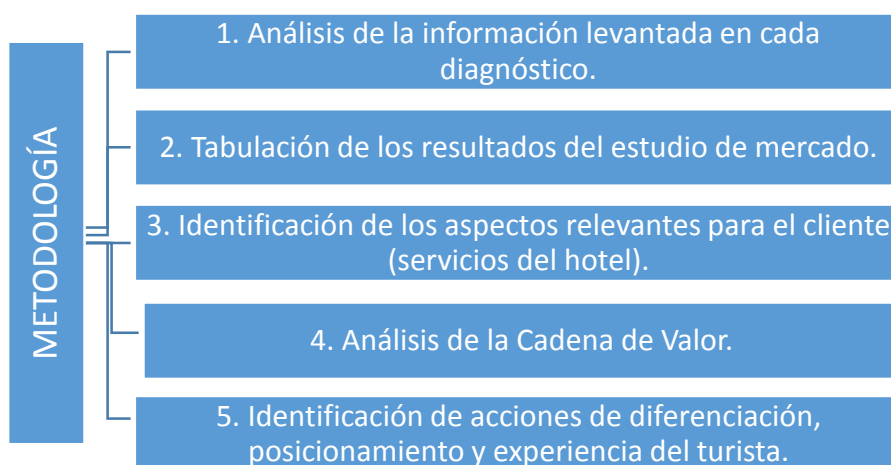 METODOLOGÍA
1. Análisis de la información levantada en cada
diagnóstico.
2. Tabulación de los resultados del estudio de mercado.
3. Identificación de los aspectos relevantes para el cliente
(servicios del hotel).
4. Análisis de la Cadena de Valor.
5. Identificación de acciones de diferenciación,
posicionamiento y experiencia del turista.